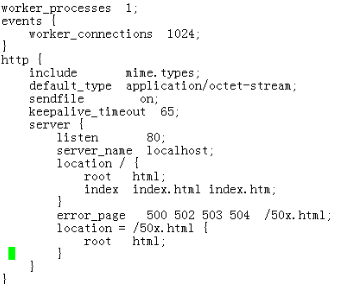 worker_processes  1;
events {
    worker_connections  1024;
}
http {
    include       mime.types;
    default_type  application/octet-stream;
    sendfile        on;
    keepalive_timeout  65;
    server {
        listen       80;
        server_name  localhost;
        location / {
            root   html;
            index  index.html index.htm;
        }
        error_page   500 502 503 504  /50x.html;
        location = /50x.html {
            root   html;
        }
    }
}